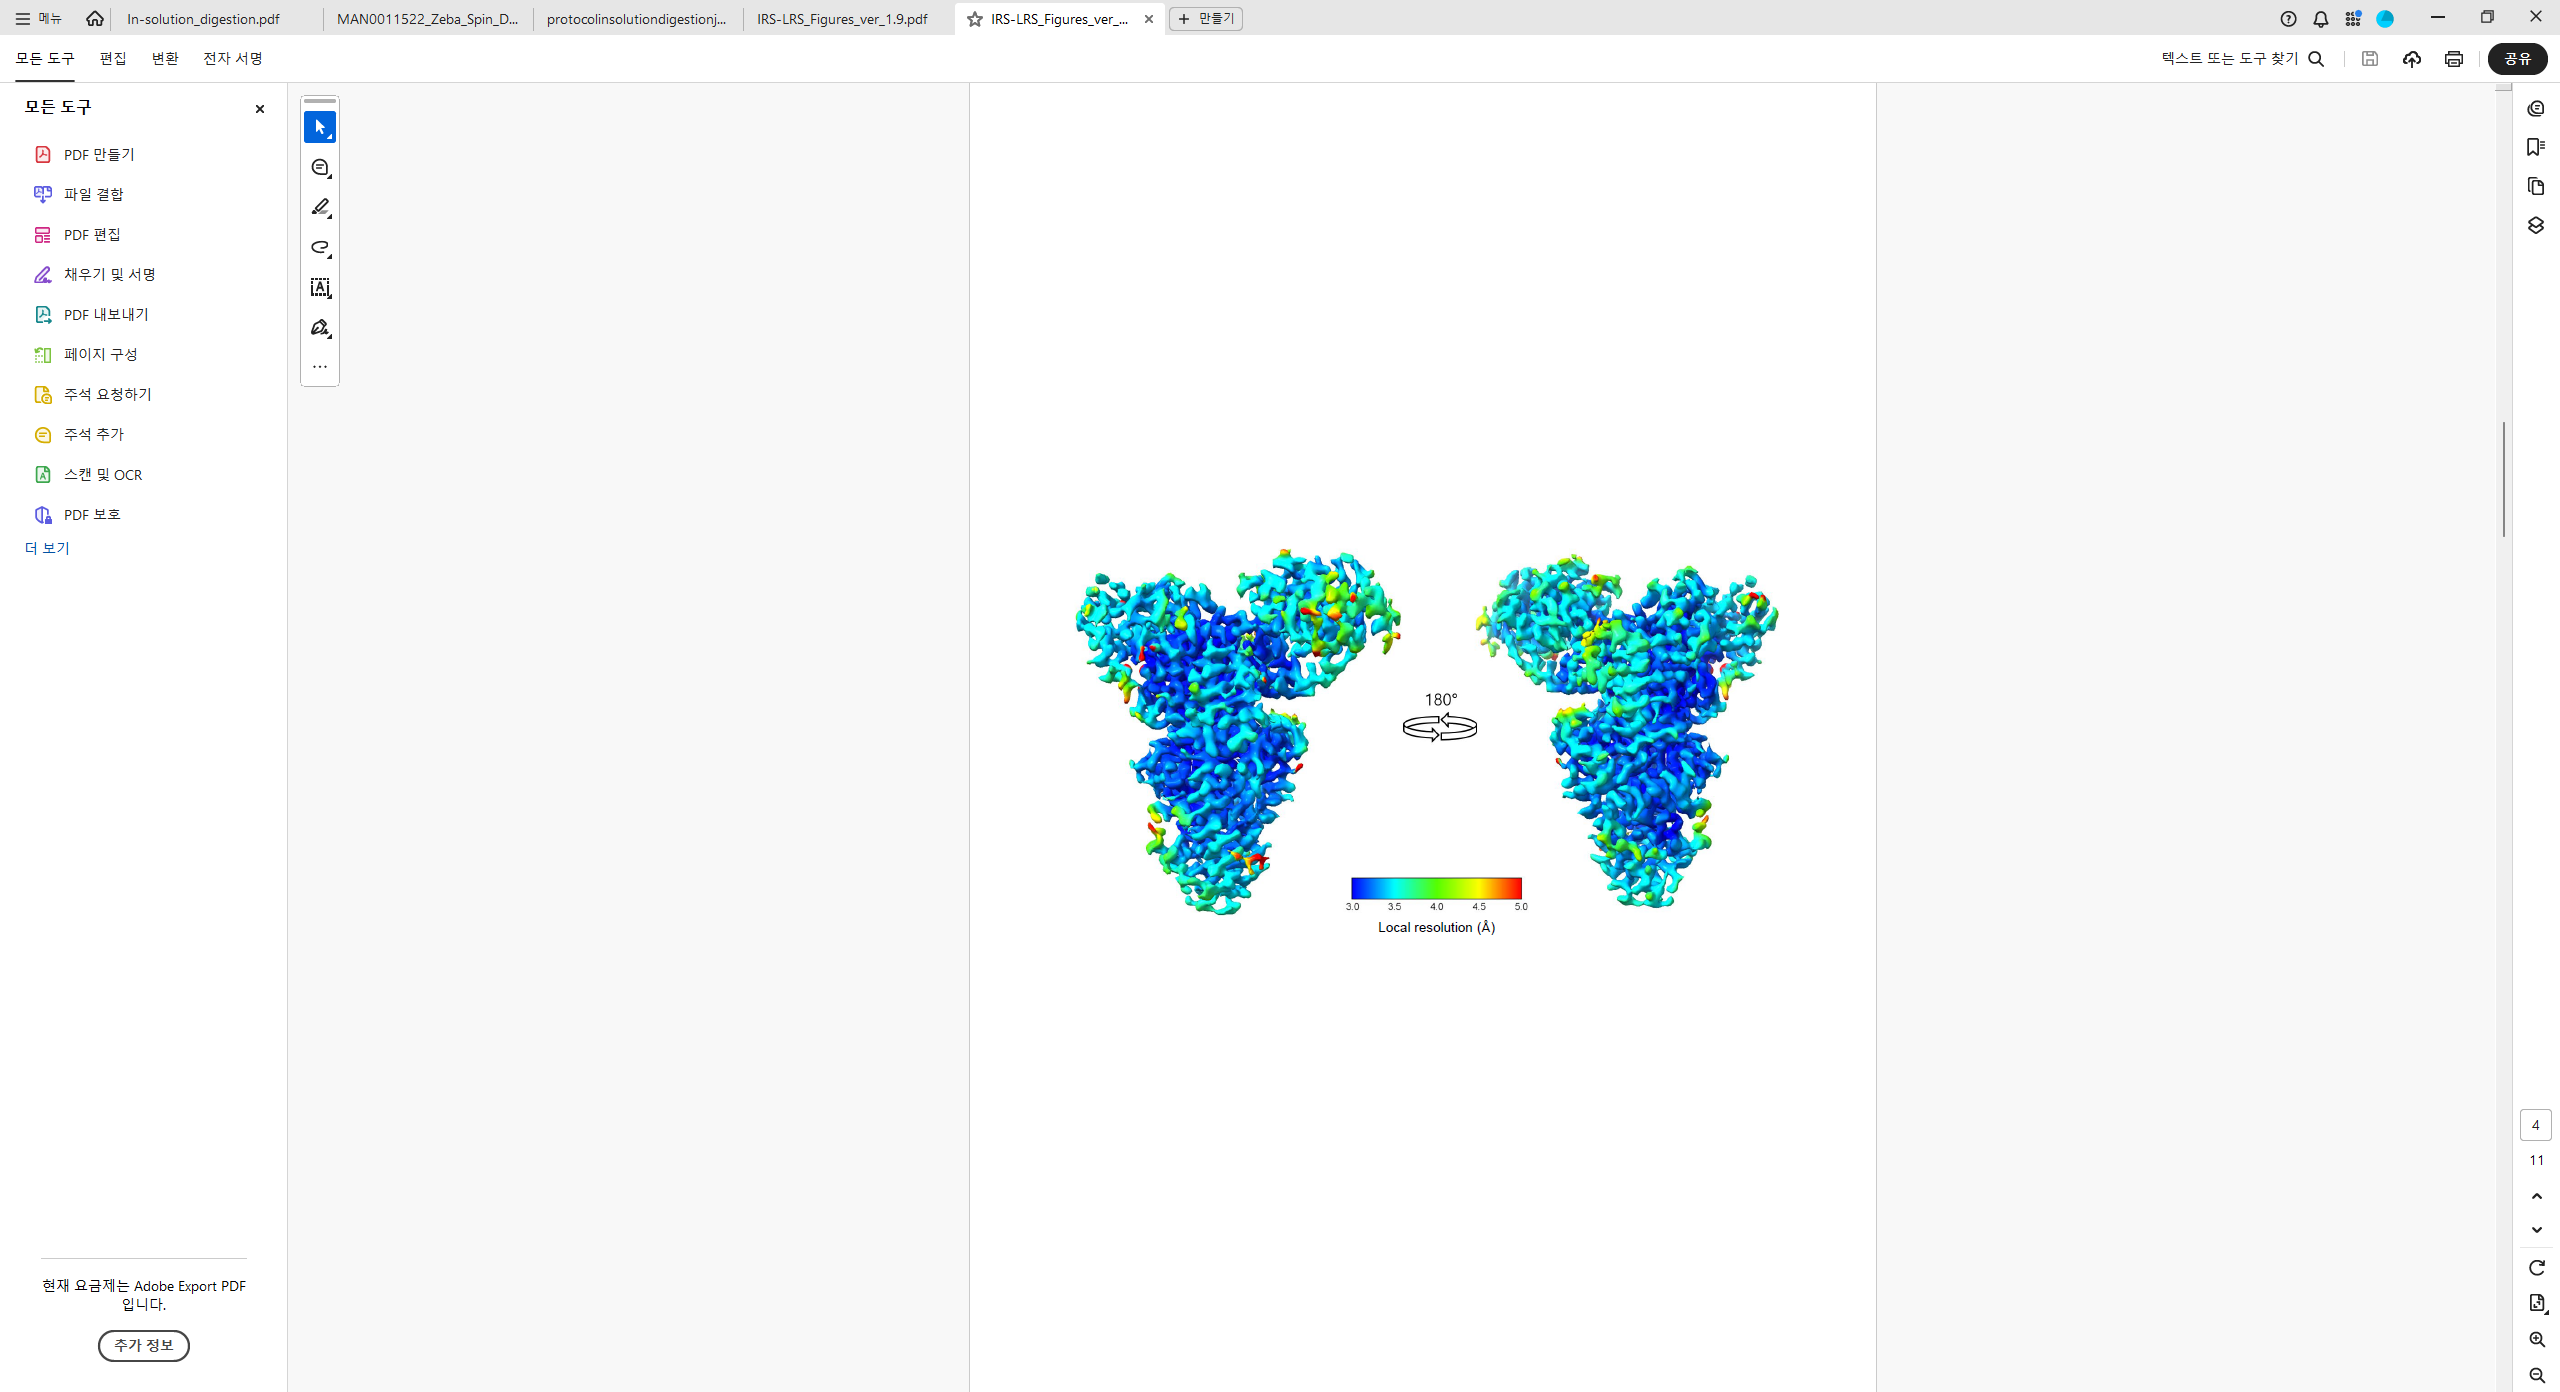 메뉴
In-solution_digestion.pdf
MAN0011522_Zeba_Spin_D...
protocolinsolutiondigestionj...
IRS-LRS_Figures_ver_1.9.pdf
IRS-LRS_Figures_ver_...
만들기
모든 도구
편집
변환
전자 서명
텍스트 또는 도구 찾기
공유
모든 도구
PDF 만들기
파일 결합
PDF 편집
채우기 및 서명
PDF 내보내기
페이지 구성
주석 요청하기
주석 추가
스캔 및 OCR
PDF 보호
더 보기
현재 요금제는 Adobe Export PDF
입니다.
추가 정보
180°
3.0 3.5 4.0 4.5 5.0
Local resolution (Å)
4
11